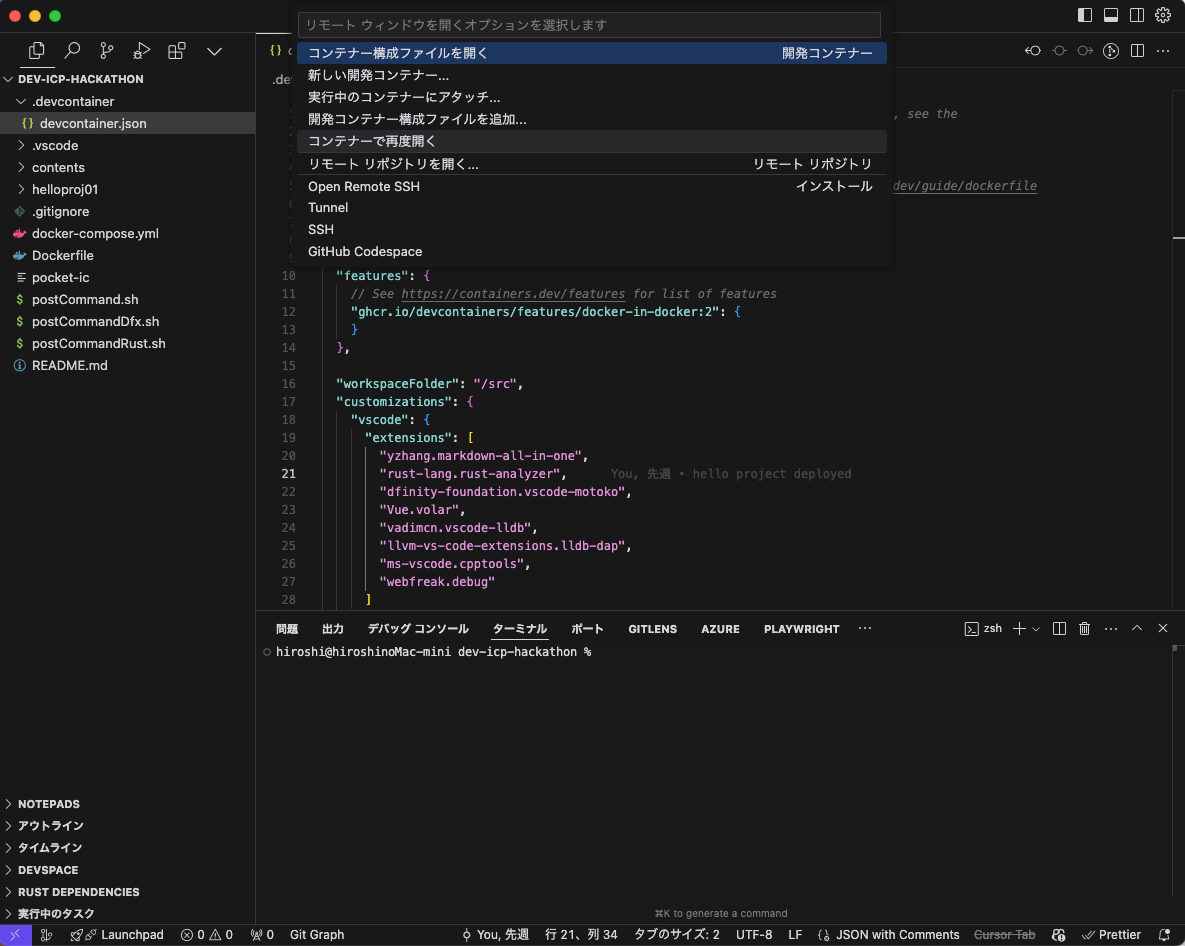 リモート ウィンドウを開くオプションを選択します
コンテナー構成ファイルを開く 開発コンテナー
新しい開発コンテナー...
実行中のコンテナーにアタッチ...
開発コンテナー構成ファイルを追加...
コンテナーで再度開く
リモート リポジトリを開く... リモート リポジトリ
Open Remote SSH インストール
Tunnel
SSH
GitHub Codespace
DEV-ICP-HACKATHON
.devcontainer
{} devcontainer.json
.vscode
contents
helloproj01
.gitignore
docker-compose.yml
Dockerfile
pocket-ic
$ postCommand.sh
$ postCommandDfx.sh
$ postCommandRust.sh
README.md
NOTEPADS
アウトライン
タイムライン
DEVSPACE
RUST DEPENDENCIES
実行中のタスク
{} c
.de
, see the
dev/guide/dockerfile
10 "features": {
11 // See https://containers.dev/features for list of features
12 "ghcr.io/devcontainers/features/docker-in-docker:2": {
13 }
14 },
15
16 "workspaceFolder": "/src",
17 "customizations": {
18 "vscode": {
19 "extensions": [
20 "yzhang.markdown-all-in-one",
21 "rust-lang.rust-analyzer", You, 先週 • hello project deployed
22 "dfinity-foundation.vscode-motoko",
23 "Vue.volar",
24 "vadimcn.vscode-lldb",
25 "llvm-vs-code-extensions.lldb-dap",
26 "ms-vscode.cpptools",
27 "webfreak.debug"
28 ]
問題 出力 デバッグ コンソール ターミナル ポート GITLENS AZURE PLAYWRIGHT ... zsh
hiroshi@hiroshinoMac-mini dev-icp-hackathon %
⌘K to generate a command
Launchpad 0 0 0 Git Graph You, 先週 行 21、列 34 タブのサイズ: 2 UTF-8 LF {} JSON with Comments Cursor Tab Prettier